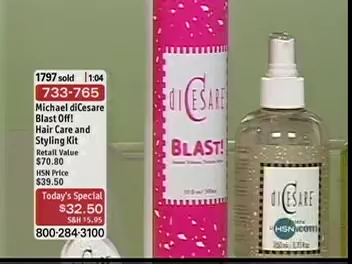 1797 sold 1:04
733-765
Michael diCesare
Blast Off!
Hair Care and
Styling Kit
Retail Value
$70.80
HSN Price
$39.50
Today's Special
$32.50
S&H $5.95
800-284-3100
diCESARE
BLAST!
diCESARE
HSN.com